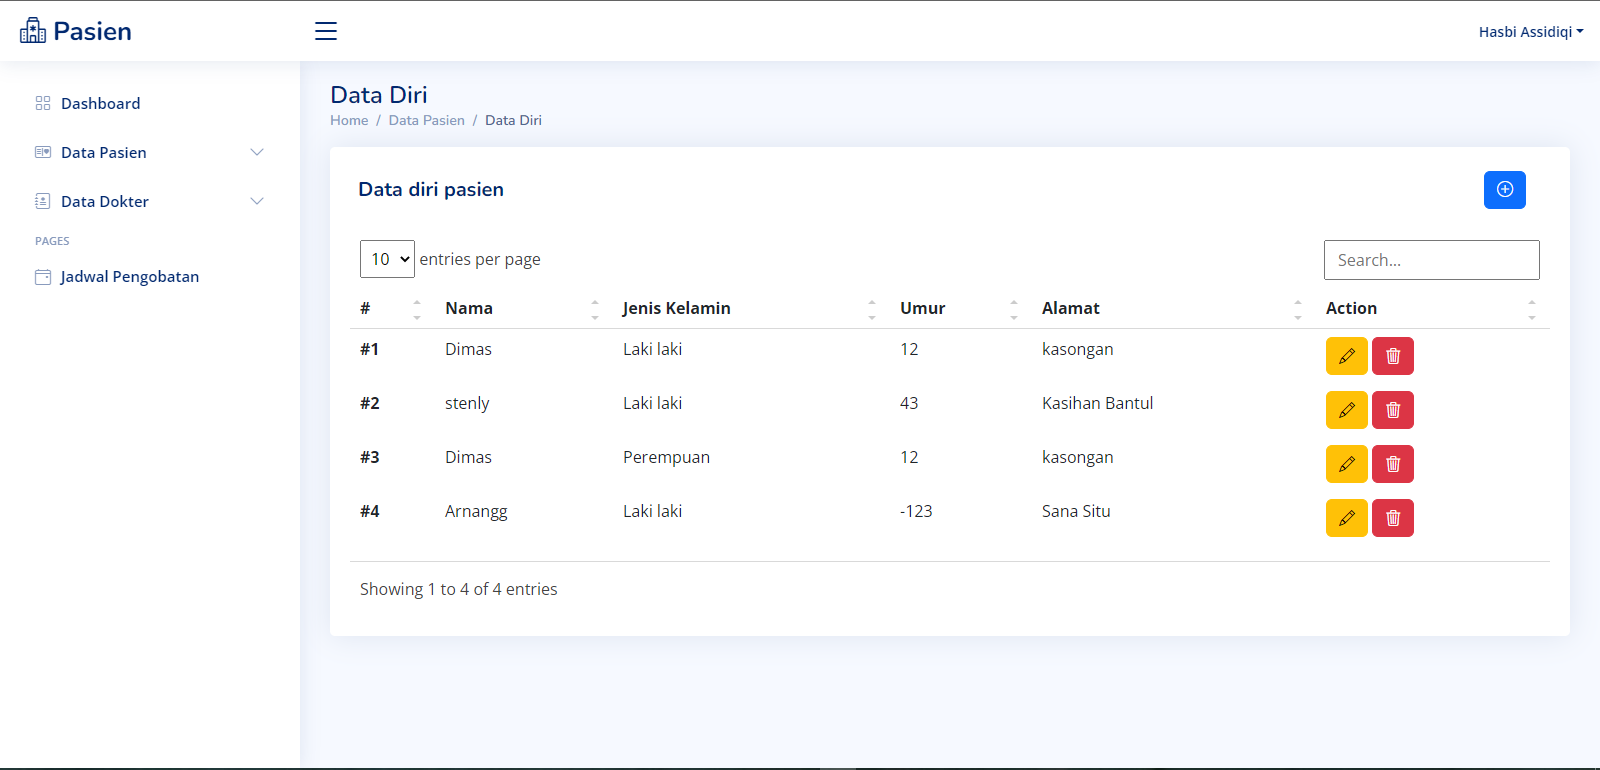 Pasien
Hasbi Assidiqi
Dashboard
Data Pasien
Data Dokter
PAGES
Jadwal Pengobatan
Data Diri
Home / Data Pasien / Data Diri
Data diri pasien
10 entries per page
Search...
# Nama Jenis Kelamin Umur Alamat Action
#1 Dimas Laki laki 12 kasongan
#2 stenly Laki laki 43 Kasihan Bantul
#3 Dimas Perempuan 12 kasongan
#4 Arnangg Laki laki -123 Sana Situ
Showing 1 to 4 of 4 entries